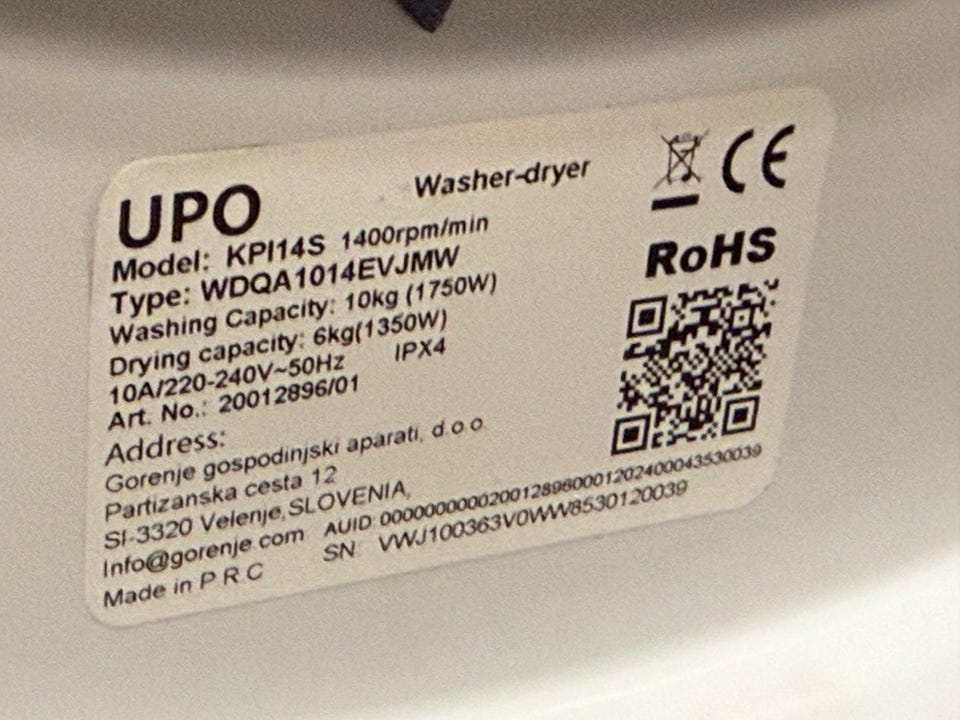 UPO
Washer-dryer
Model: KPI14S 1400rpm/min
Type: WDQA1014EVJMW
Washing Capacity: 10kg (1750W)
Drying capacity: 6kg(1350W)
10A/220-240V~50Hz IPX4
Art. No.: 20012896/01
Address:
Gorenje gospodinjski aparati, d.o.o.
Partizanska cesta 12
SI-3320 Velenje, SLOVENIA,
Info@gorenje.com
Made in P R C
CE
RoHS
AUID: 00000000020012896000120240004353​0039
SN: VWJ100363V0WW8530120039